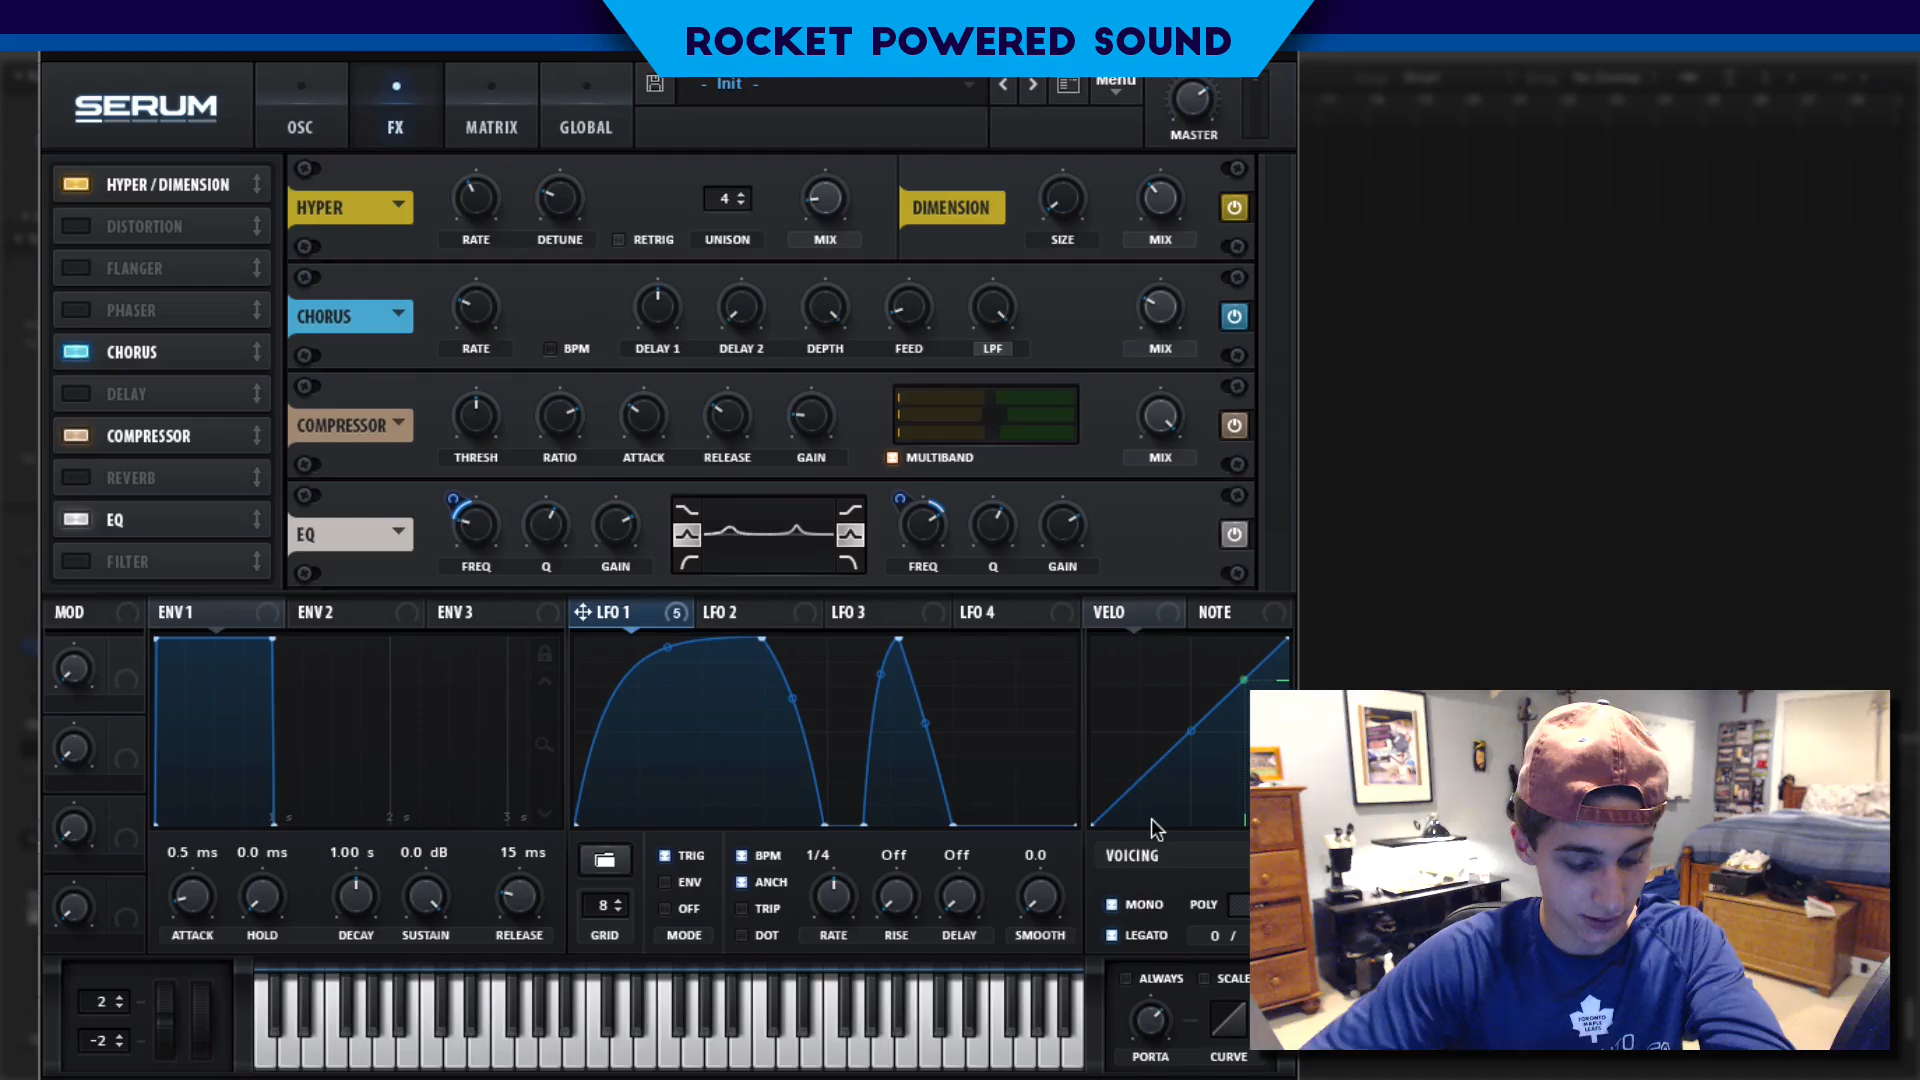 ROCKET POWERED SOUND
SERUM
OSC FX MATRIX GLOBAL
- Init -
Menu
MASTER
HYPER / DIMENSION
DISTORTION
FLANGER
PHASER
CHORUS
DELAY
COMPRESSOR
REVERB
EQ
FILTER
HYPER 4 DIMENSION
RATE DETUNE RETRIG UNISON MIX SIZE MIX
CHORUS
RATE BPM DELAY 1 DELAY 2 DEPTH FEED LPF MIX
COMPRESSOR
THRESH RATIO ATTACK RELEASE GAIN MULTIBAND MIX
EQ
FREQ Q GAIN FREQ Q GAIN
MOD ENV 1 ENV 2 ENV 3 LFO 1 5 LFO 2 LFO 3 LFO 4 VELO NOTE
s 2 s 3 s
0.5 ms 0.0 ms 1.00 s 0.0 dB 15 ms
ATTACK HOLD DECAY SUSTAIN RELEASE
8
GRID
TRIG
ENV
OFF
MODE
BPM
ANCH
TRIP
DOT
1/4 Off Off 0.0
RATE RISE DELAY SMOOTH
VOICING
MONO POLY
LEGATO 0 /
ALWAYS SCALE
PORTA CURVE
2
-2
TORONTO
MAPLE
LEAFS